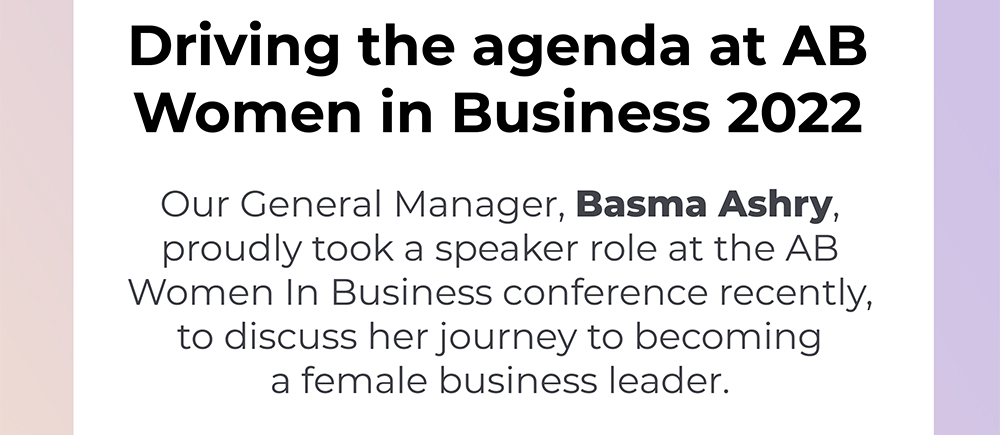 Driving the agenda at AB
Women in Business 2022
Our General Manager, Basma Ashry,
proudly took a speaker role at the AB
Women In Business conference recently,
to discuss her journey to becoming
a female business leader.